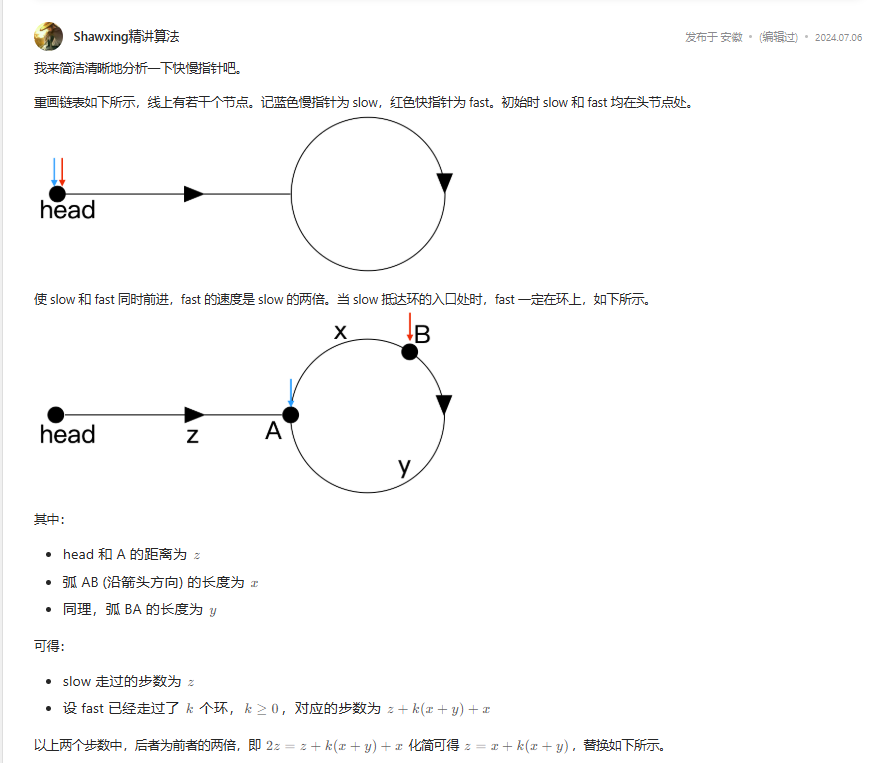 Shawxing精讲算法
发布于 安徽 • (编辑过) • 2024.07.06
我来简洁清晰地分析一下快慢指针吧。
重画链表如下所示，线上有若干个节点。记蓝色慢指针为 slow，红色快指针为 fast。初始时 slow 和 fast 均在头节点处。
head
使 slow 和 fast 同时前进，fast 的速度是 slow 的两倍。当 slow 抵达环的入口处时，fast 一定在环上，如下所示。
x
B
head
z
A
y
其中：
• head 和 A 的距离为 z
• 弧 AB (沿箭头方向) 的长度为 x
• 同理，弧 BA 的长度为 y
可得：
• slow 走过的步数为 z
• 设 fast 已经走过了 k 个环，k ≥ 0，对应的步数为 z + k(x + y) + x
以上两个步数中，后者为前者的两倍，即 2z = z + k(x + y) + x 化简可得 z = x + k(x + y)，替换如下所示。